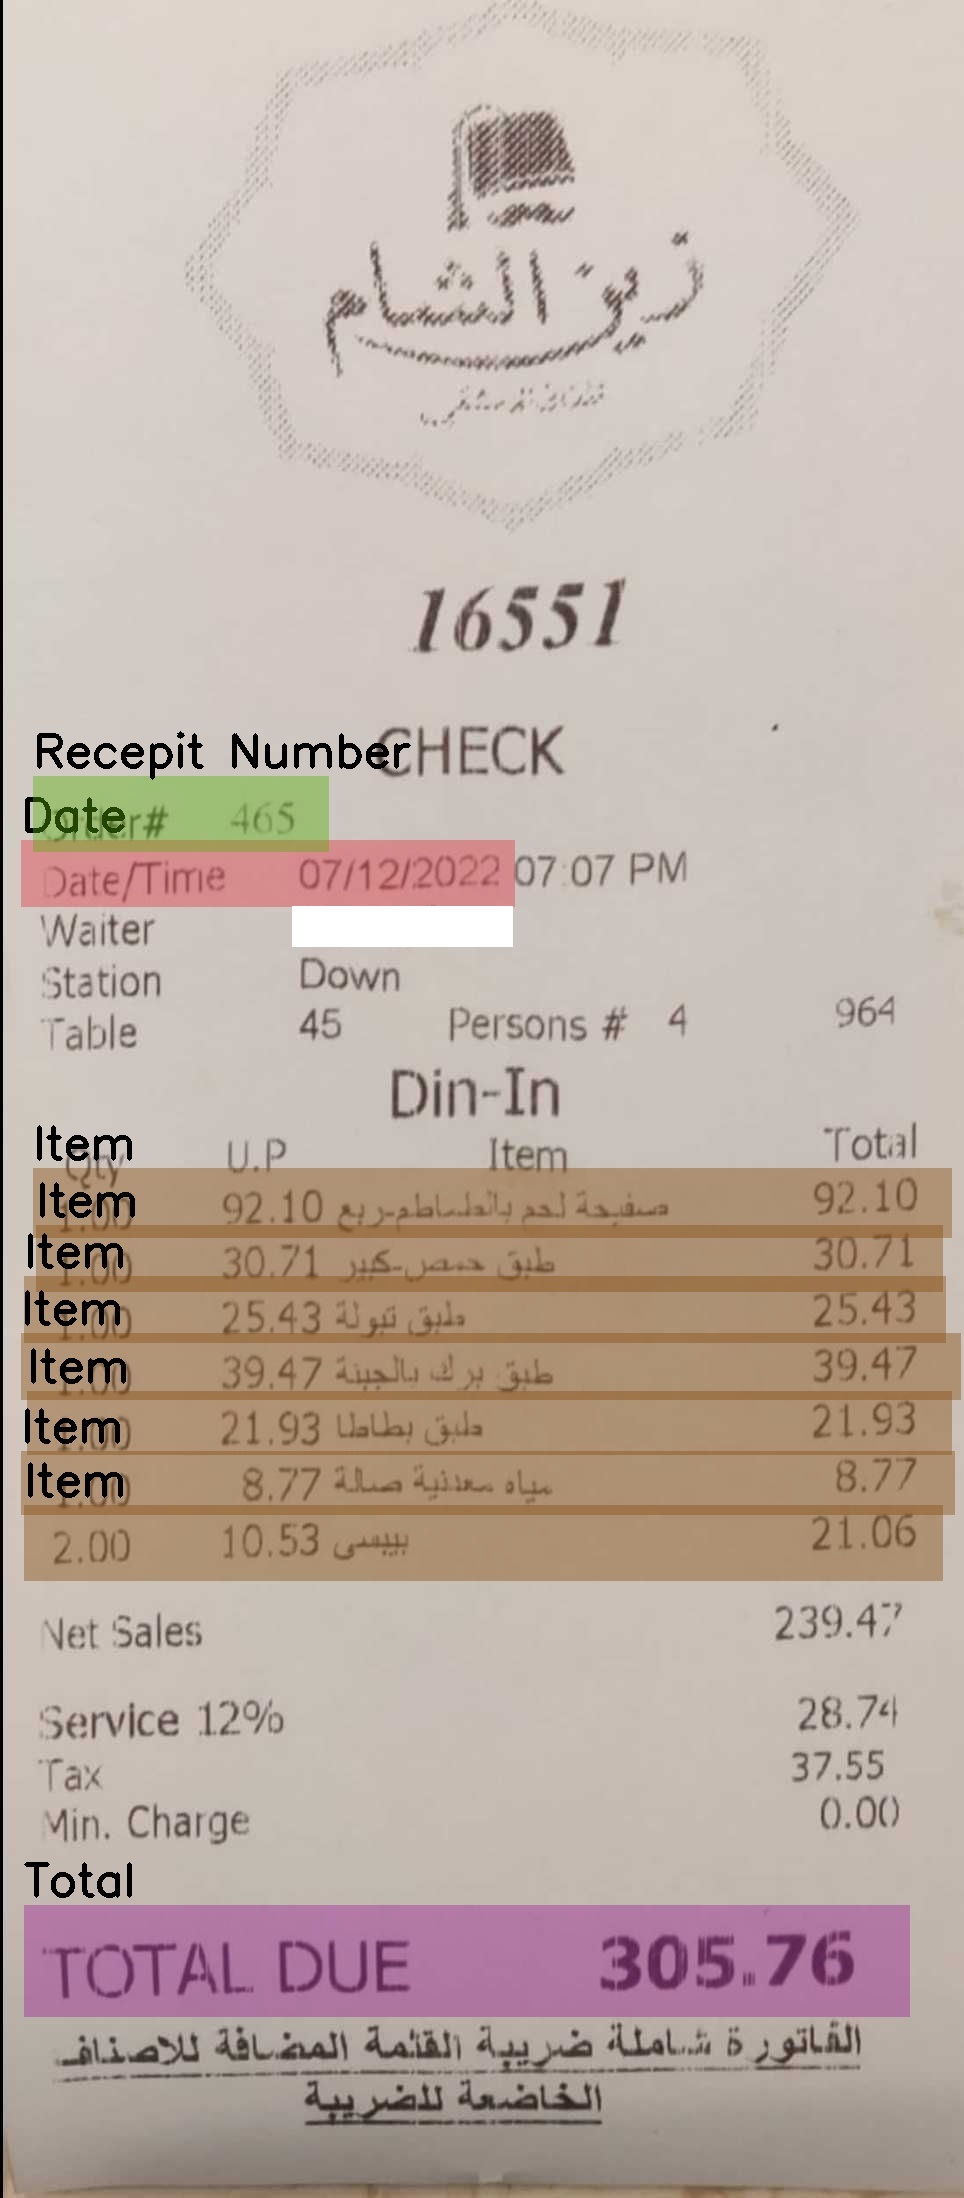 زين الشام
16551
Recepit Number
CHECK
Date
Order# 465
Date/Time 07/12/2022 07:07 PM
Waiter
Station Down
Table 45 Persons # 4 964
Din-In
Item
Qty U.P Item Total
Item
1.00 92.10 صفيحة لحم بالطماطم-ربع 92.10
Item
1.00 30.71 طبق حمص-كبير 30.71
Item
1.00 25.43 طبق تبولة 25.43
Item
1.00 39.47 طبق برك بالجبنة 39.47
Item
1.00 21.93 طبق بطاطا 21.93
Item
1.00 8.77 مياه معدنية صالة 8.77
2.00 10.53 بيبسى 21.06
Net Sales 239.47
Service 12% 28.74
Tax 37.55
Min. Charge 0.00
Total
TOTAL DUE 305.76
الفاتورة شاملة ضريبة القئمة المضافة للاصناف
الخاضعة للضريبة